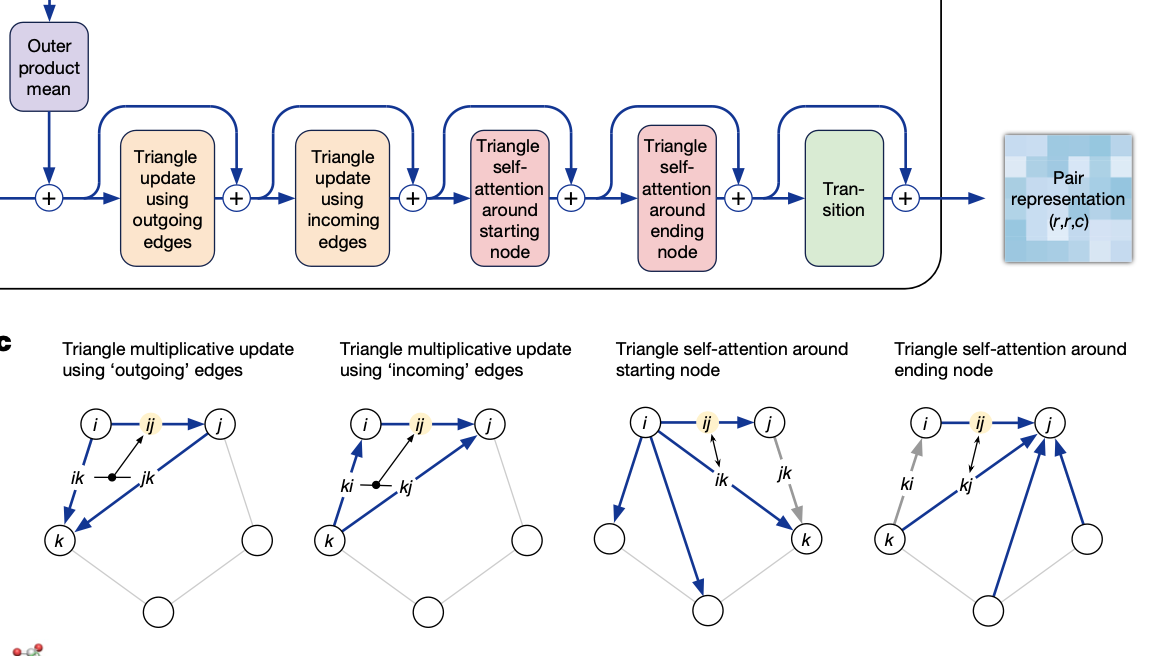 Outer
product
mean
+
Triangle
update
using
outgoing
edges
+
Triangle
update
using
incoming
edges
+
Triangle
self-
attention
around
starting
node
+
Triangle
self-
attention
around
ending
node
+
Tran-
sition
+
Pair
representation
(r,r,c)
c
Triangle multiplicative update
using ‘outgoing’ edges
i
ij
j
ik
jk
k
Triangle multiplicative update
using ‘incoming’ edges
i
ij
j
ki
kj
k
Triangle self-attention around
starting node
i
ij
j
ik
jk
k
Triangle self-attention around
ending node
i
ij
j
ki
kj
k